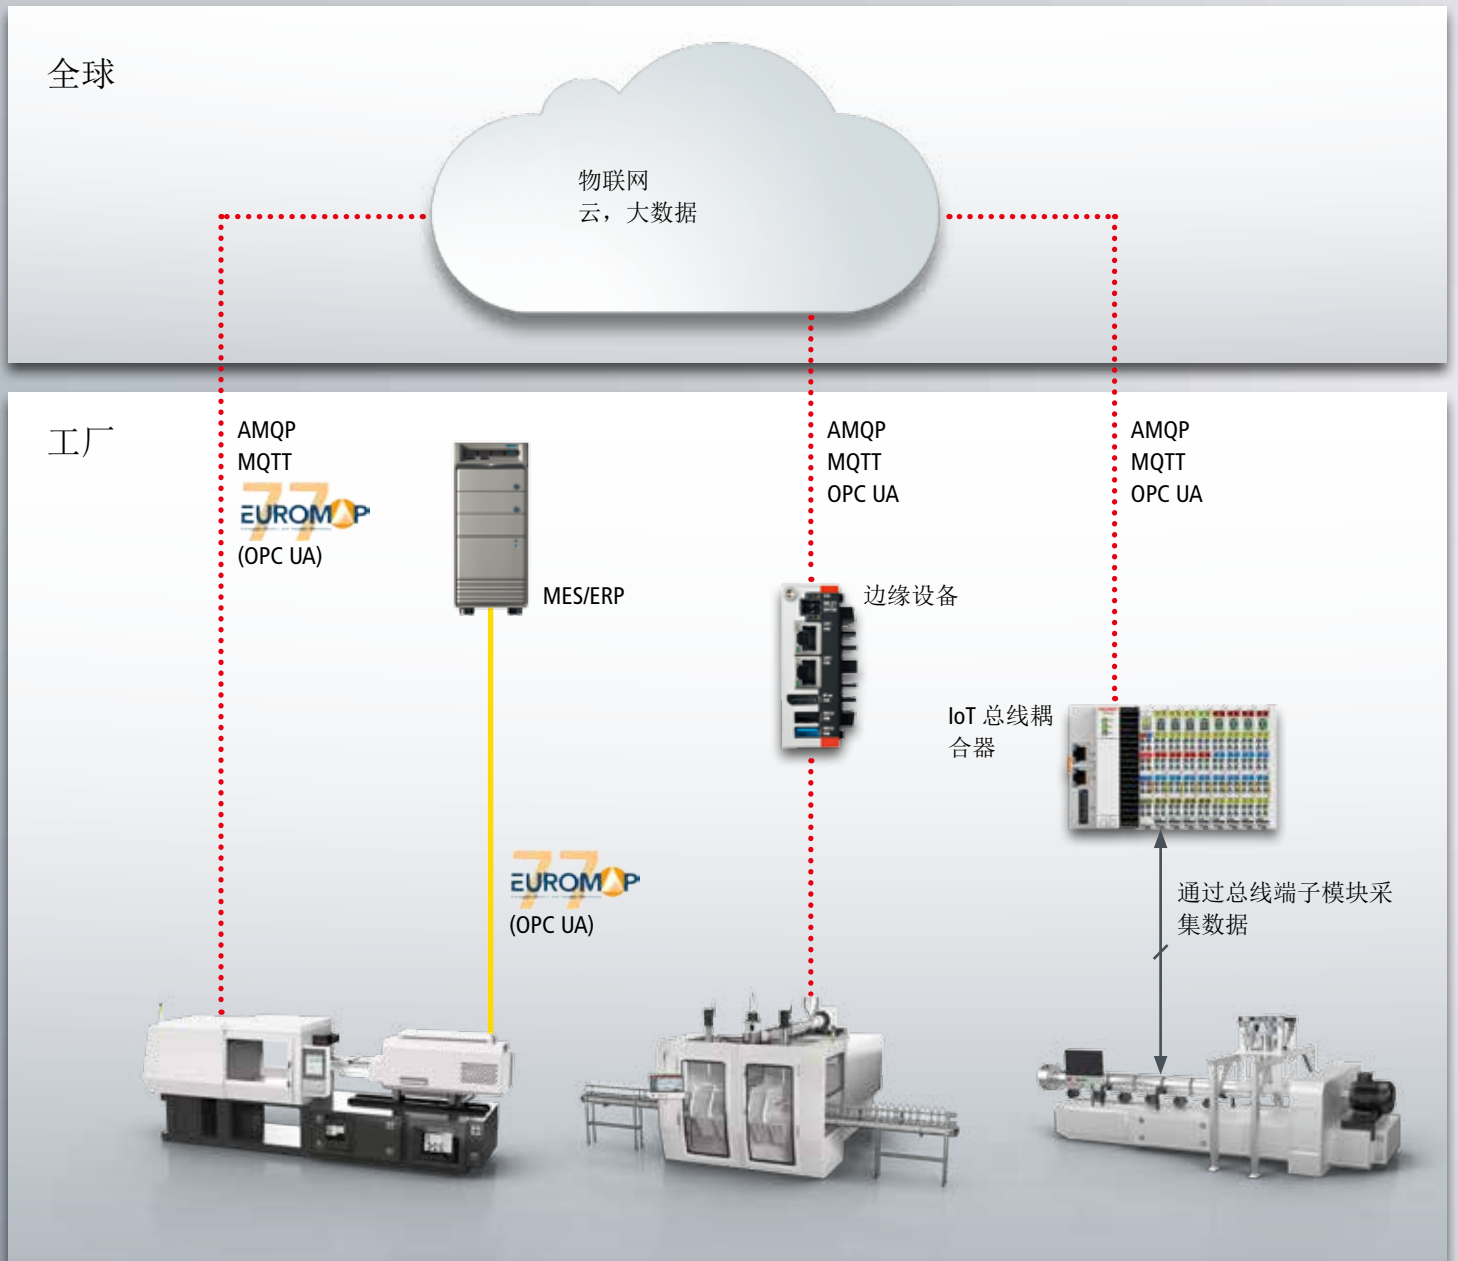 全球
物联网
云，大数据
工厂
AMQP
MQTT
77
EUROMAP
(OPC UA)
MES/ERP
77
EUROMAP
(OPC UA)
AMQP
MQTT
OPC UA
边缘设备
AMQP
MQTT
OPC UA
IoT 总线耦
合器
通过总线端子模块采
集数据